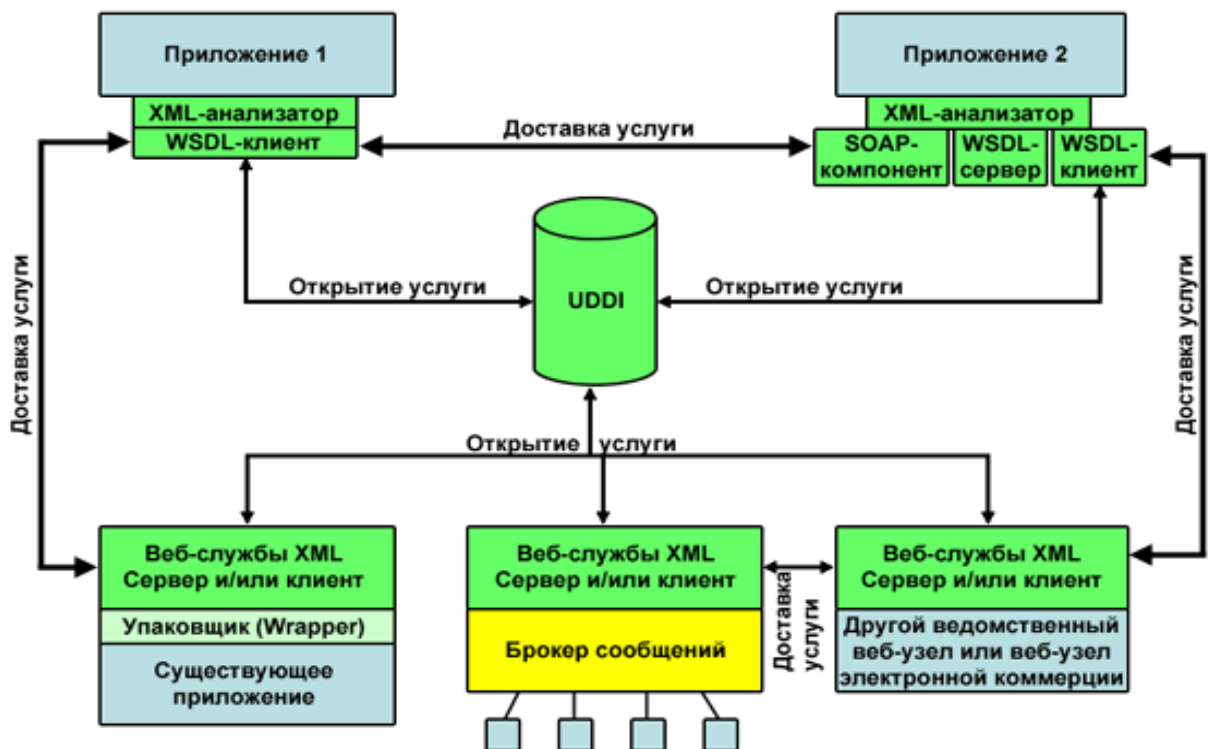 Приложение 1
Приложение 2
XML-анализатор
WSDL-клиент
Доставка услуги
XML-анализатор
SOAP-
компонент
WSDL-
сервер
WSDL-
клиент
Открытие услуги
UDDI
Открытие услуги
Доставка услуги
Доставка услуги
Открытие услуги
Веб-службы XML
Сервер и/или клиент
Упаковщик (Wrapper)
Существующее
приложение
Веб-службы XML
Сервер и/или клиент
Брокер сообщений
Доставка
услуги
Веб-службы XML
Сервер и/или клиент
Другой ведомственный
веб-узел или веб-узел
электронной коммерции